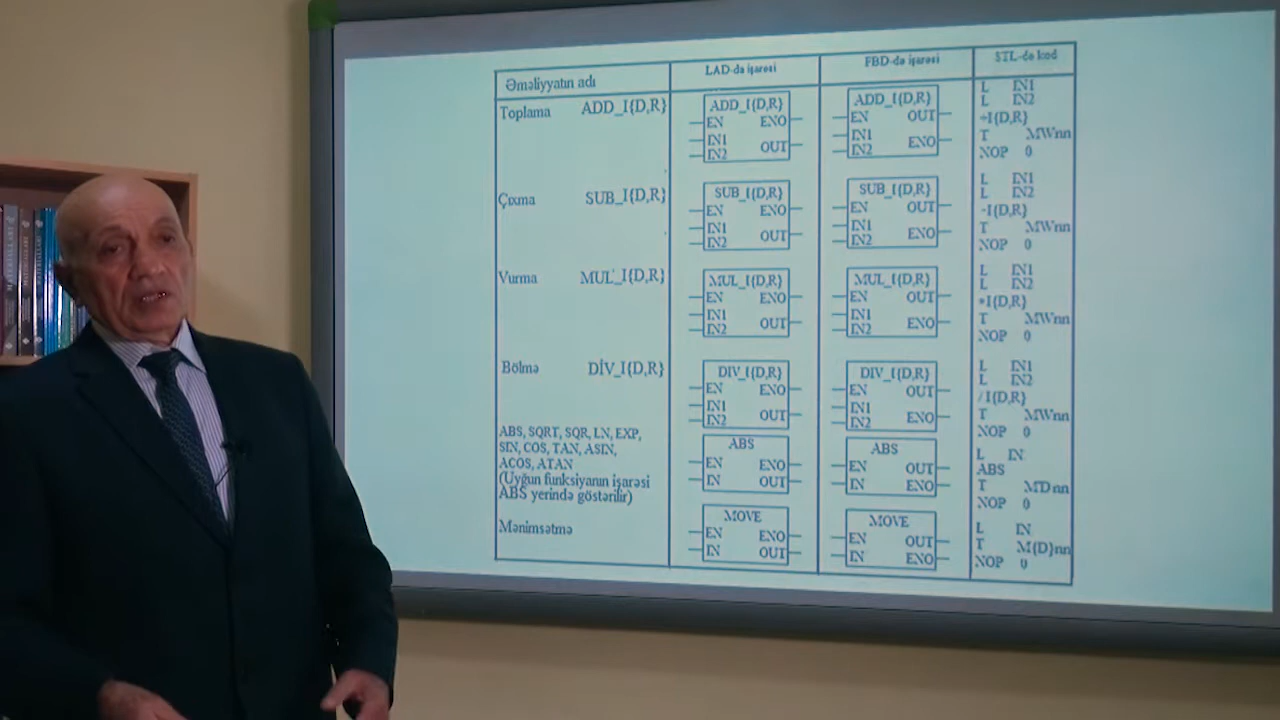 Əməliyyatın adı LAD-də işarəsi FBD-də işarəsi STL-də kod
Toplama ADD_I{D,R}
ADD_I{D,R}
EN ENO
IN1
IN2 OUT
ADD_I{D,R}
EN OUT
IN1
IN2 ENO
L IN1
L IN2
+I{D,R}
T MWnn
NOP 0
Çıxma SUB_I{D,R}
SUB_I{D,R}
EN ENO
IN1
IN2 OUT
SUB_I{D,R}
EN OUT
IN1
IN2 ENO
L IN1
L IN2
-I{D,R}
T MWnn
NOP 0
Vurma MUL_I{D,R}
MUL_I{D,R}
EN ENO
IN1
IN2 OUT
MUL_I{D,R}
EN OUT
IN1
IN2 ENO
L IN1
L IN2
*I{D,R}
T MWnn
NOP 0
Bölmə DİV_I{D,R}
DIV_I{D,R}
EN ENO
IN1
IN2 OUT
DIV_I{D,R}
EN OUT
IN1
IN2 ENO
L IN1
L IN2
/I{D,R}
T MWnn
NOP 0
ABS, SQRT, SQR, LN, EXP,
SIN, COS, TAN, ASIN,
ACOS, ATAN
(Uyğun funksiyanın işarəsi
ABS yerində göstərilir)
ABS
EN ENO
IN OUT
ABS
EN OUT
IN ENO
L IN
ABS
T MDnn
NOP 0
Mənimsətmə
MOVE
EN ENO
IN OUT
MOVE
EN OUT
IN ENO
L IN
T M{D}nn
NOP 0